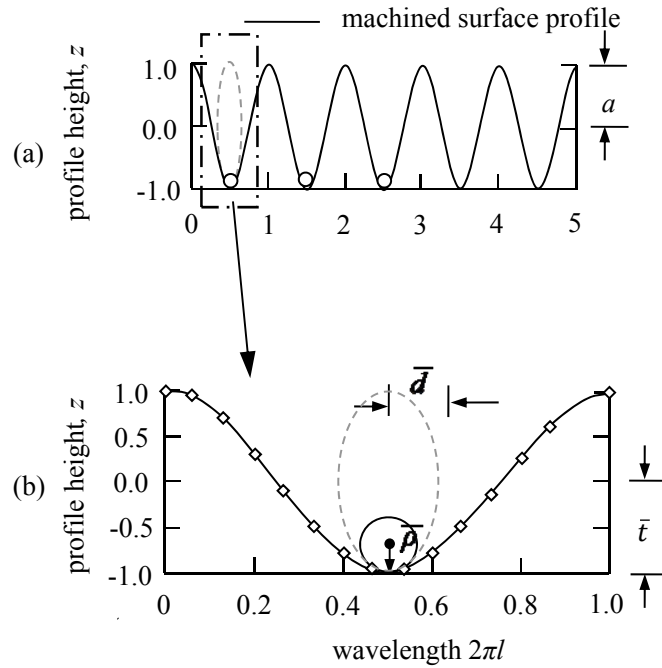 machined surface profile
(a)
profile height, z
1.0
0.0
-1.0
a
0 1 2 3 4 5
(b)
profile height, z
1.0
0.5
0.0
-0.5
-1.0
d̅
ρ̅
t̅
0 0.2 0.4 0.6 0.8 1.0
wavelength 2πl